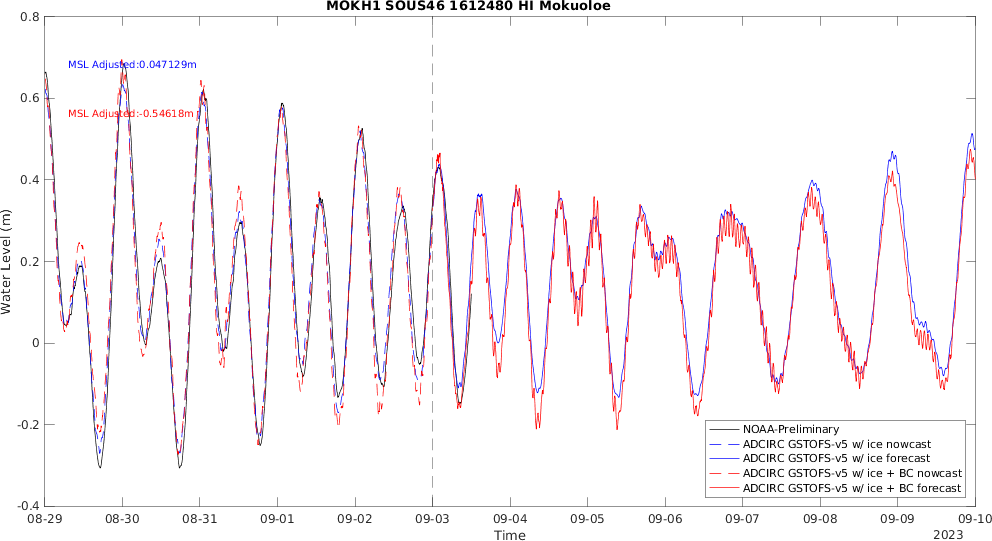 MOKH1 SOUS46 1612480 HI Mokuoloe
0.8
0.6
0.4
0.2
0
-0.2
-0.4
Water Level (m)
MSL Adjusted:0.047129m
MSL Adjusted:-0.54618m
NOAA-Preliminary
ADCIRC GSTOFS-v5 w/ ice nowcast
ADCIRC GSTOFS-v5 w/ ice forecast
ADCIRC GSTOFS-v5 w/ ice + BC nowcast
ADCIRC GSTOFS-v5 w/ ice + BC forecast
08-29 08-30 08-31 09-01 09-02 09-03 09-04 09-05 09-06 09-07 09-08 09-09 09-10
Time
2023